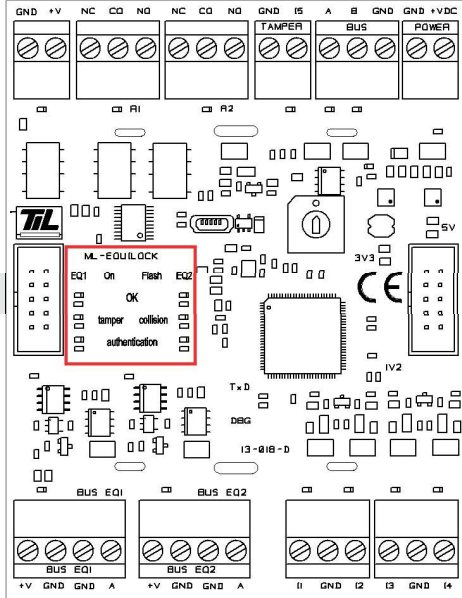 GND +V NC CO NO NC CO NO GND I5 A B GND GND +VDC
TAMPER BUS POWER
A1 A2
TiL
5V
ML-EQUILOCK
3V3
EQ1 On Flash EQ2
CE
OK
tamper collision
authentication
1V2
TxD
DBG
13-018-D
BUS EQ1 BUS EQ2
BUS EQ1 BUS EQ2
+V GND GND A +V GND GND A I1 GND I2 I3 GND I4